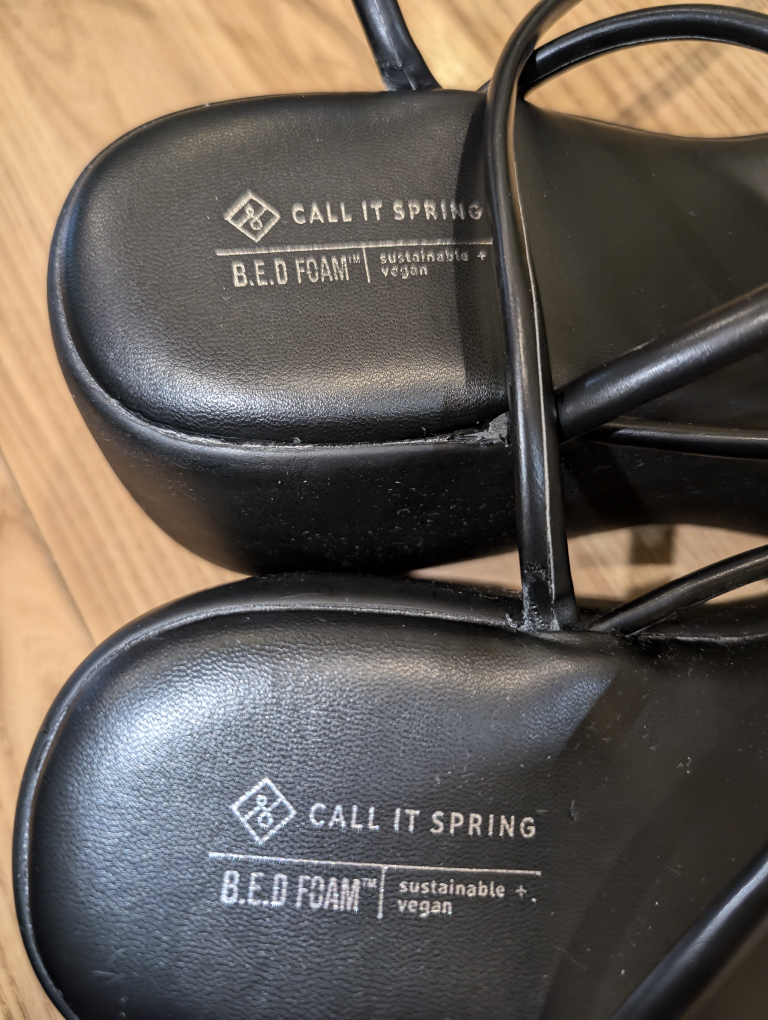 CALL IT SPRING
B.E.D FOAM™ | sustainable +
vegan
CALL IT SPRING
B.E.D FOAM™ | sustainable +
vegan